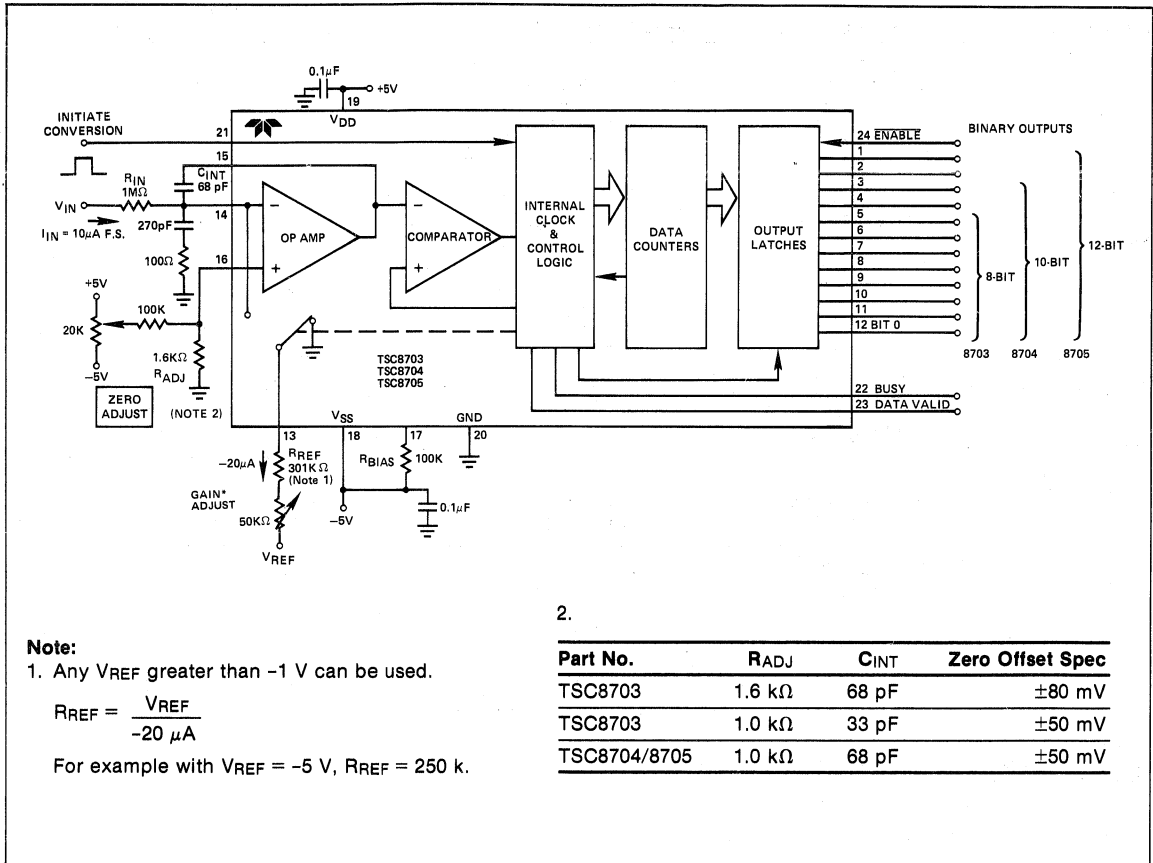 0.1μF
+5V
19
VDD
INITIATE
CONVERSION
21
15
CINT
68 pF
RIN
1MΩ
VIN
14
IIN = 10μA F.S.
270pF
100Ω
16
−
+
OP AMP
−
+
COMPARATOR
INTERNAL
CLOCK
&
CONTROL
LOGIC
DATA
COUNTERS
OUTPUT
LATCHES
24 ENABLE
BINARY OUTPUTS
1
2
3
4
5
6
7
8
9
10
11
12 BIT 0
8-BIT
10-BIT
12-BIT
8703
8704
8705
22 BUSY
23 DATA VALID
+5V
20K
100K
−5V
1.6KΩ
RADJ
ZERO
ADJUST
(NOTE 2)
TSC8703
TSC8704
TSC8705
VSS
GND
13
18
17
20
−20μA
RREF
301KΩ
(Note 1)
RBIAS
100K
GAIN*
ADJUST
50KΩ
VREF
−5V
0.1μF
Note:
1. Any VREF greater than −1 V can be used.
RREF = VREF
−20 μA
For example with VREF = −5 V, RREF = 250 k.
2.
Part No. RADJ CINT Zero Offset Spec
TSC8703 1.6 kΩ 68 pF ±80 mV
TSC8703 1.0 kΩ 33 pF ±50 mV
TSC8704/8705 1.0 kΩ 68 pF ±50 mV